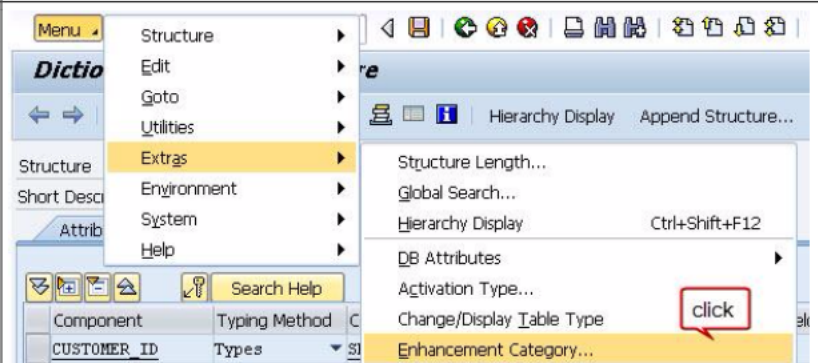 Menu
Structure
Edit
Goto
Utilities
Extras
Environment
System
Help
Dictio
re
Hierarchy Display Append Structure...
Structure
Short Descr
Attrib
Structure Length...
Global Search...
Hierarchy Display Ctrl+Shift+F12
DB Attributes
Activation Type...
Change/Display Table Type
Enhancement Category...
click
Search Help
Component Typing Method C
CUSTOMER_ID Types